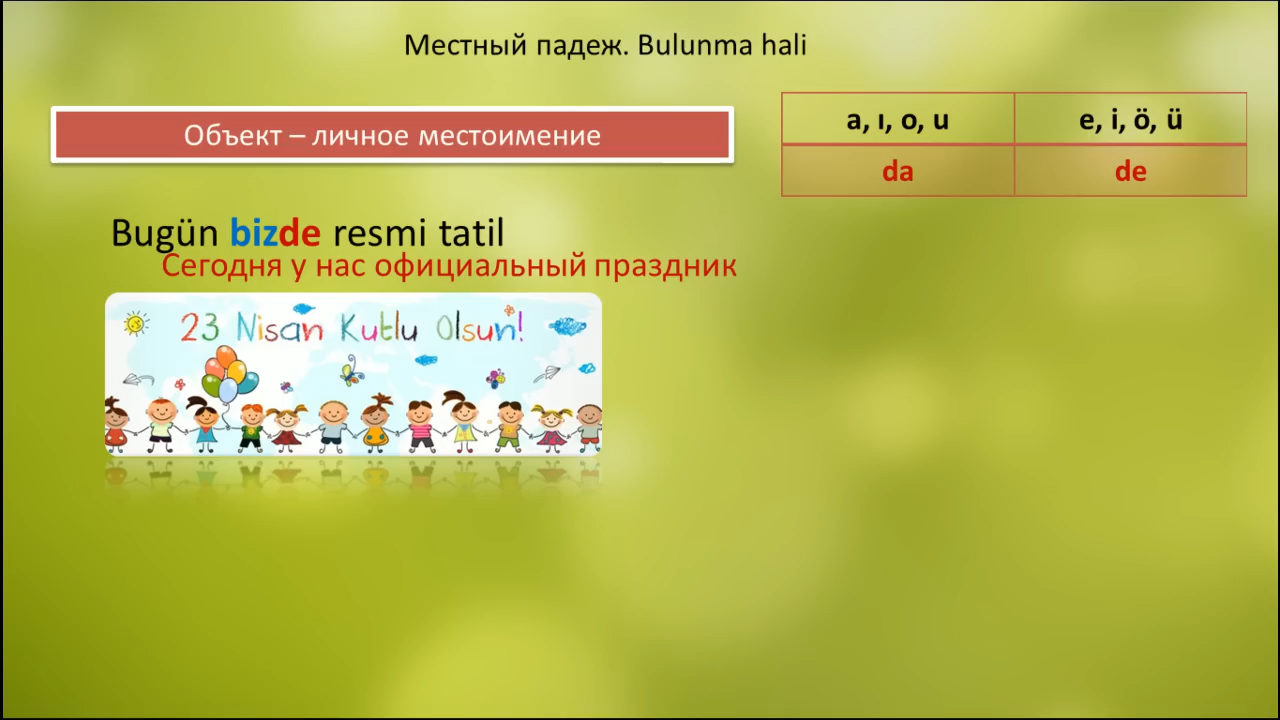 Местный падеж. Bulunma hali
Объект – личное местоимение
a, ı, o, u
e, i, ö, ü
da
de
Bugün bizde resmi tatil
Сегодня у нас официальный праздник
23 Nisan Kutlu Olsun!